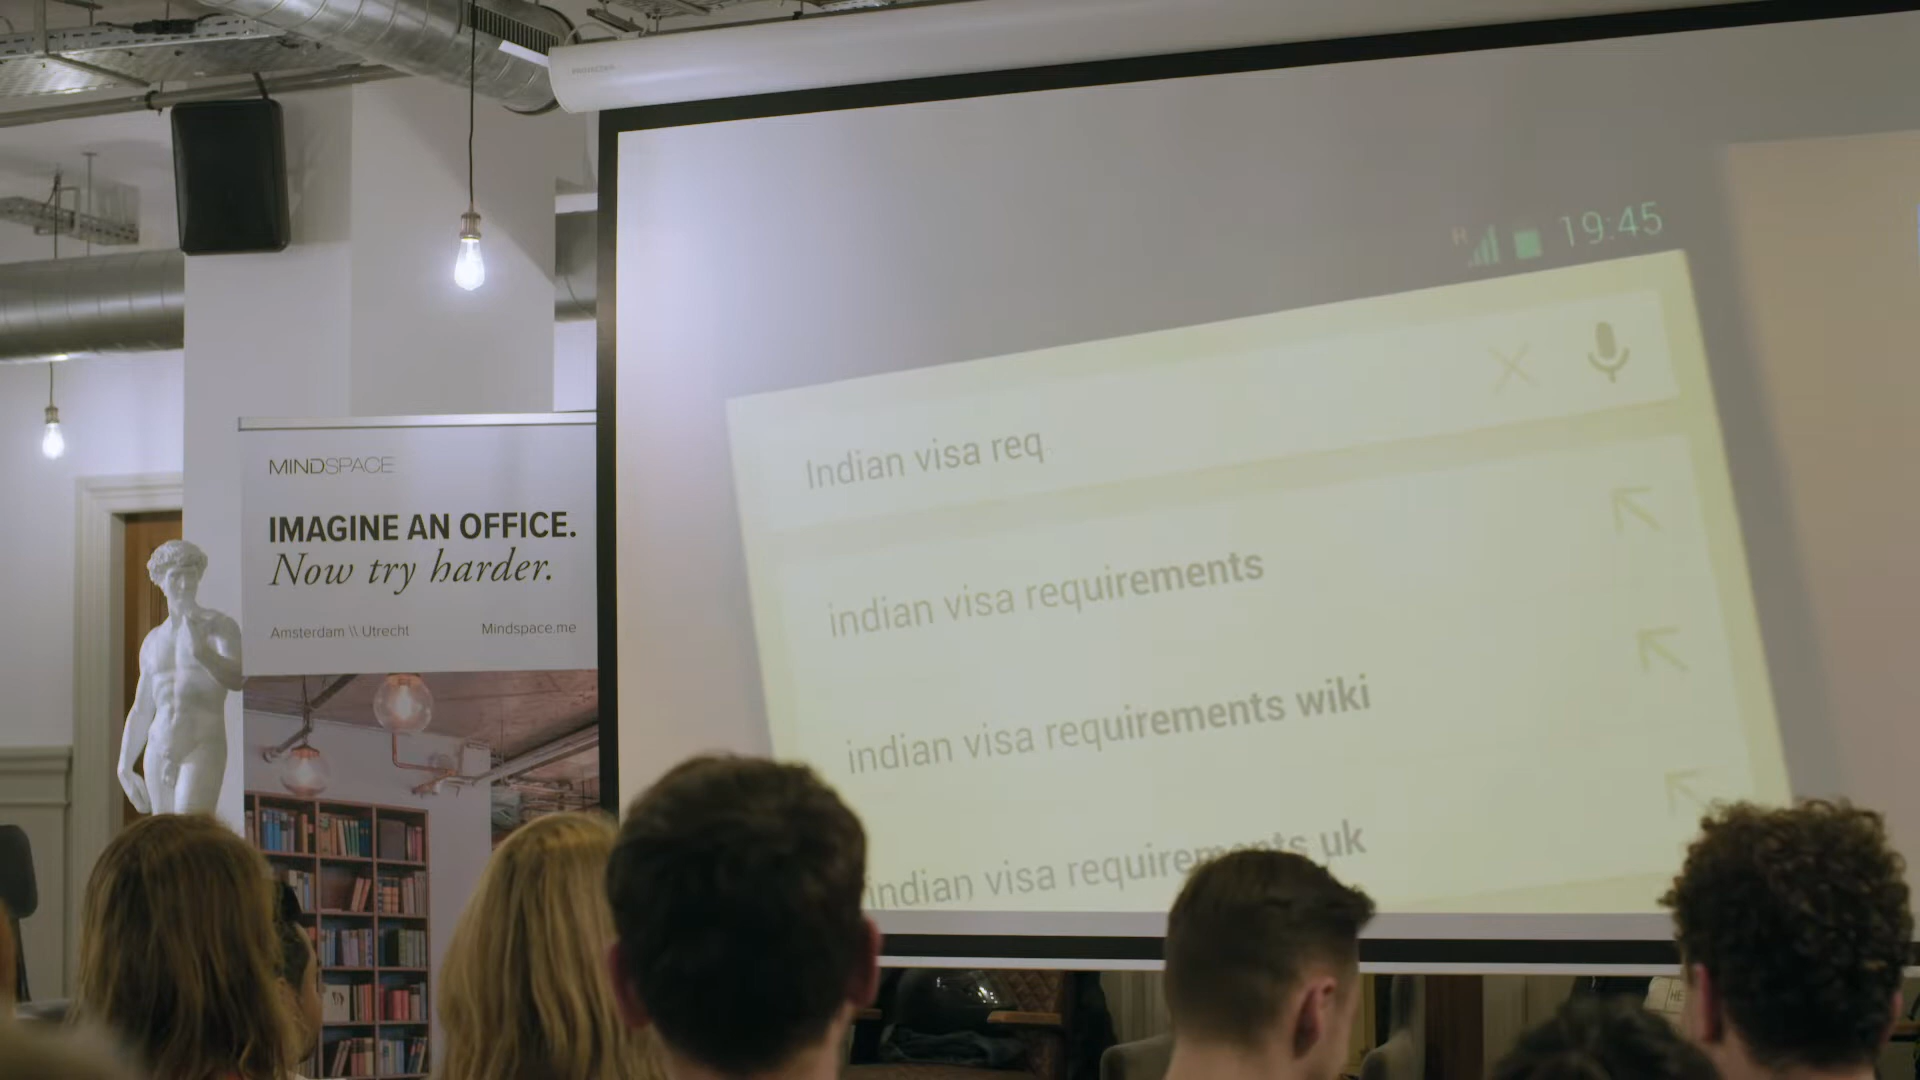 MINDSPACE
IMAGINE AN OFFICE.
Now try harder.
Amsterdam \\ Utrecht
Mindspace.me
19:45
Indian visa req
indian visa requirements
indian visa requirements wiki
indian visa requirements uk